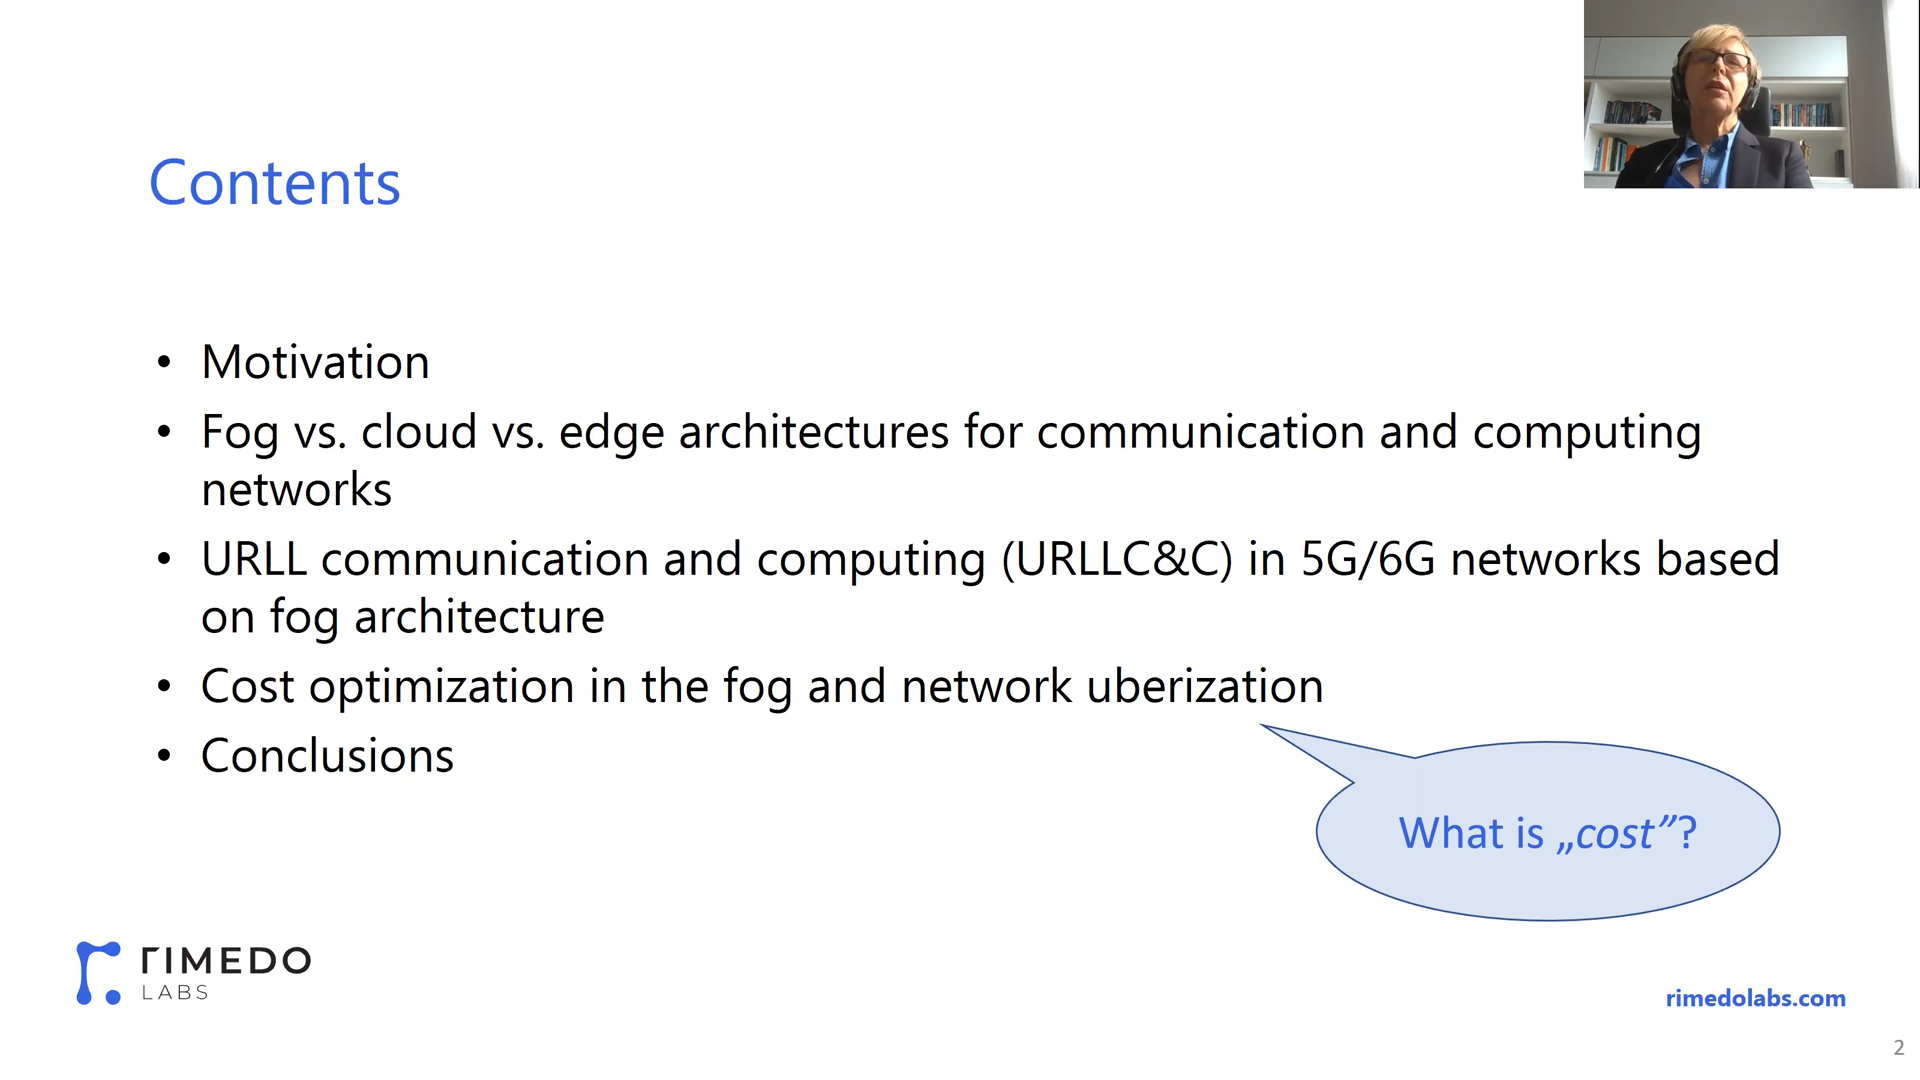 Contents
• Motivation
• Fog vs. cloud vs. edge architectures for communication and computing
networks
• URLL communication and computing (URLLC&C) in 5G/6G networks based
on fog architecture
• Cost optimization in the fog and network uberization
• Conclusions
What is „cost”?
rIMEDO
LABS
rimedolabs.com
2